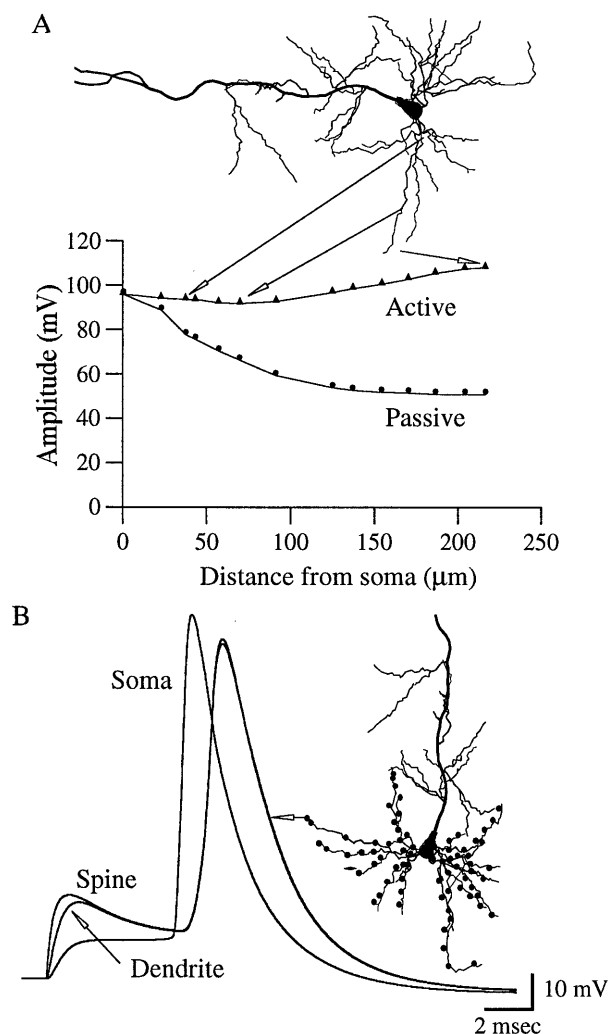 A
120
100
80
60
40
20
0
Amplitude (mV)
Active
Passive
0 50 100 150 200 250
Distance from soma (μm)
B
Soma
Spine
Dendrite
10 mV
2 msec